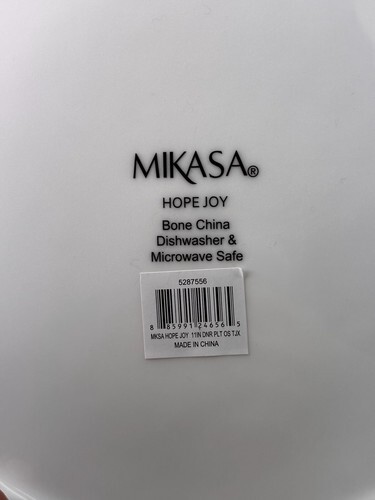 MIKASA®
HOPE JOY
Bone China
Dishwasher &
Microwave Safe
5287556
8 85991 24656 5
MKSA HOPE JOY 11IN DNR PLT OS TJX
MADE IN CHINA